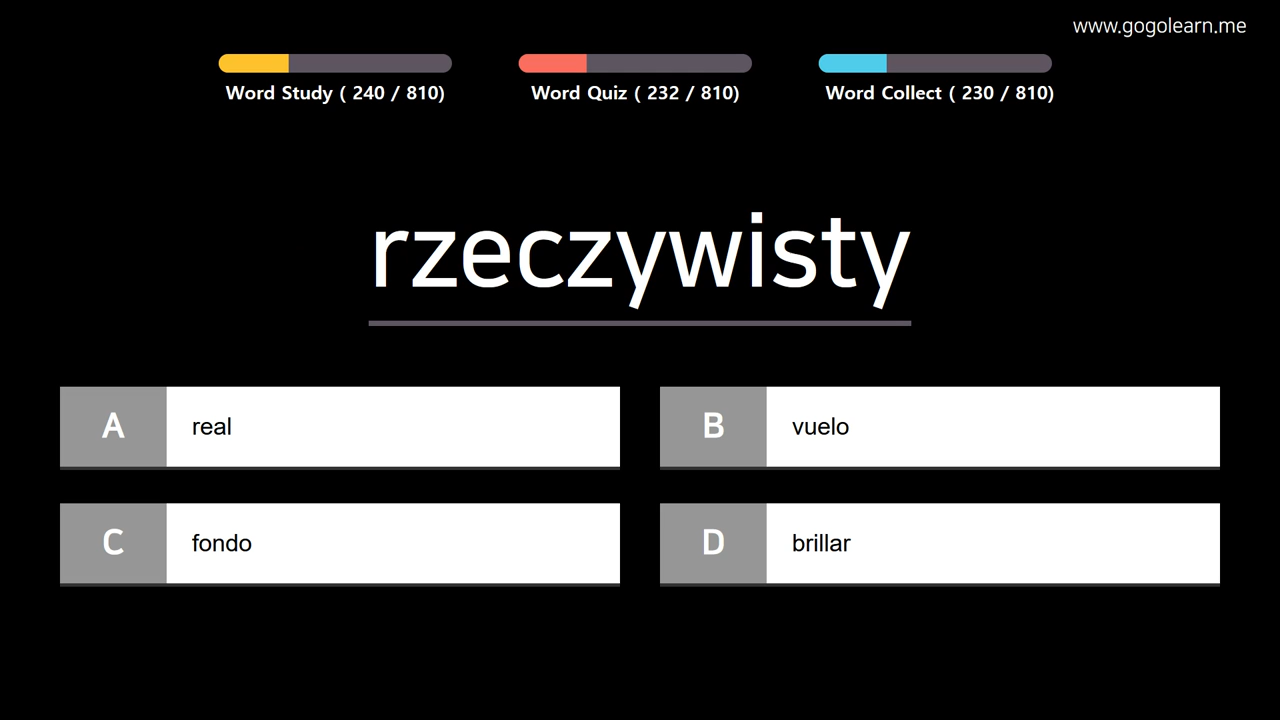 www.gogolearn.me
Word Study ( 240 / 810)
Word Quiz ( 232 / 810)
Word Collect ( 230 / 810)
rzeczywisty
A real
B vuelo
C fondo
D brillar